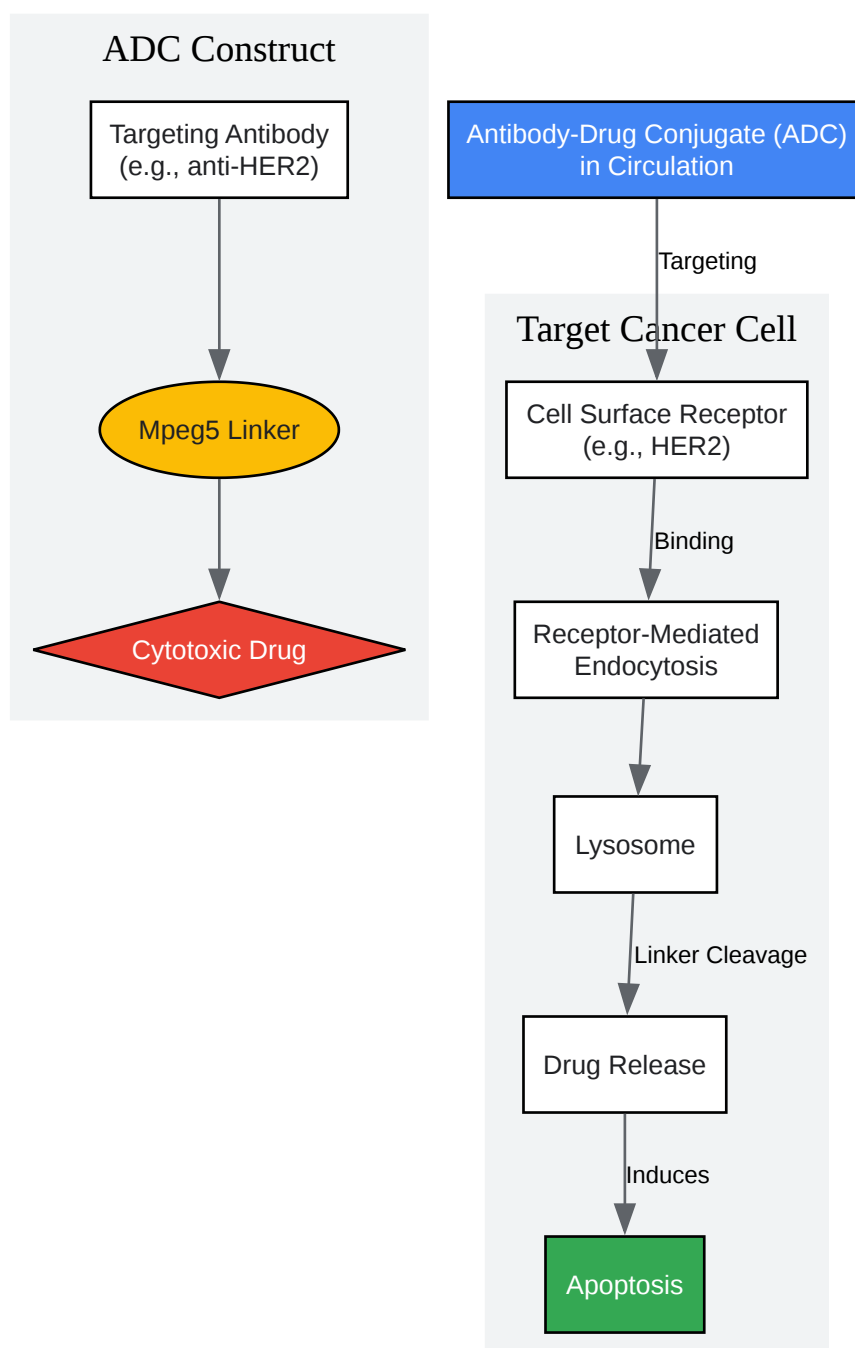 ADC Construct
Targeting Antibody
(e.g., anti-HER2)
Mpeg5 Linker
Cytotoxic Drug
Antibody-Drug Conjugate (ADC)
in Circulation
Targeting
Target Cancer Cell
Cell Surface Receptor
(e.g., HER2)
Binding
Receptor-Mediated
Endocytosis
Lysosome
Linker Cleavage
Drug Release
Induces
Apoptosis